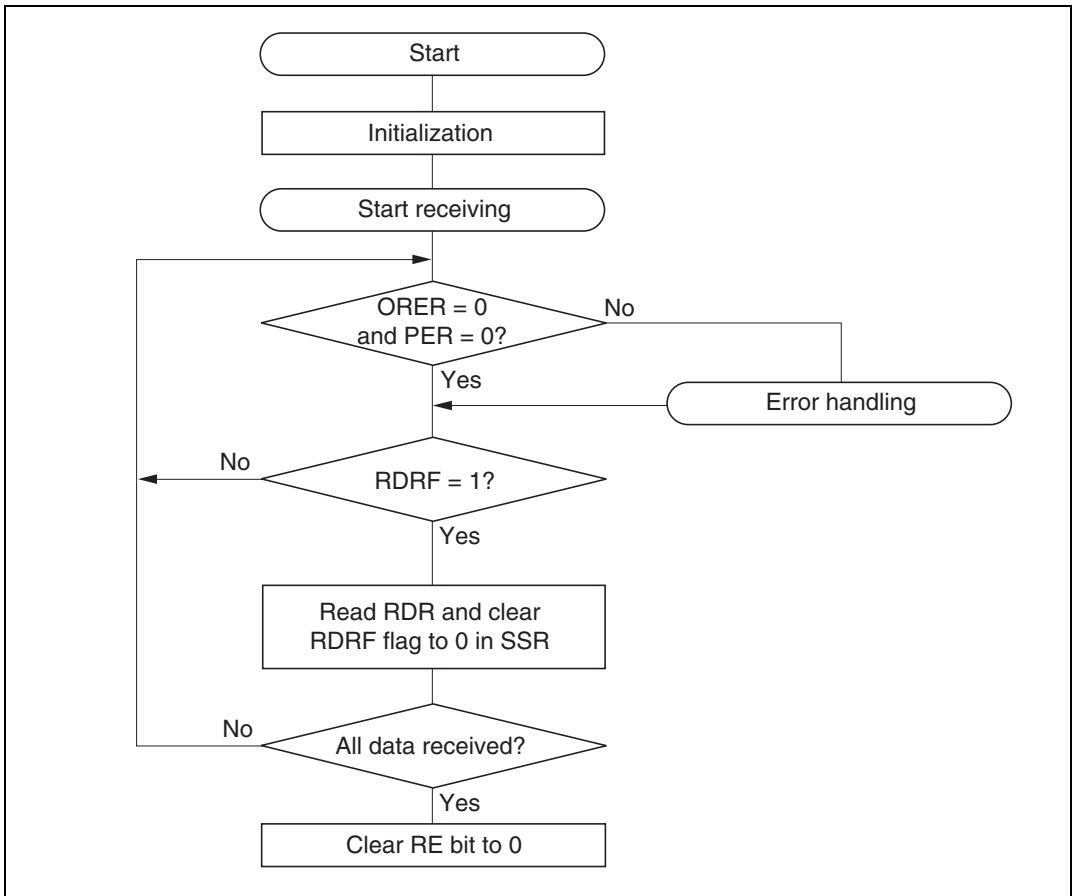 Start
Initialization
Start receiving
ORER = 0
and PER = 0?
No
Yes
Error handling
No
RDRF = 1?
Yes
Read RDR and clear
RDRF flag to 0 in SSR
No
All data received?
Yes
Clear RE bit to 0